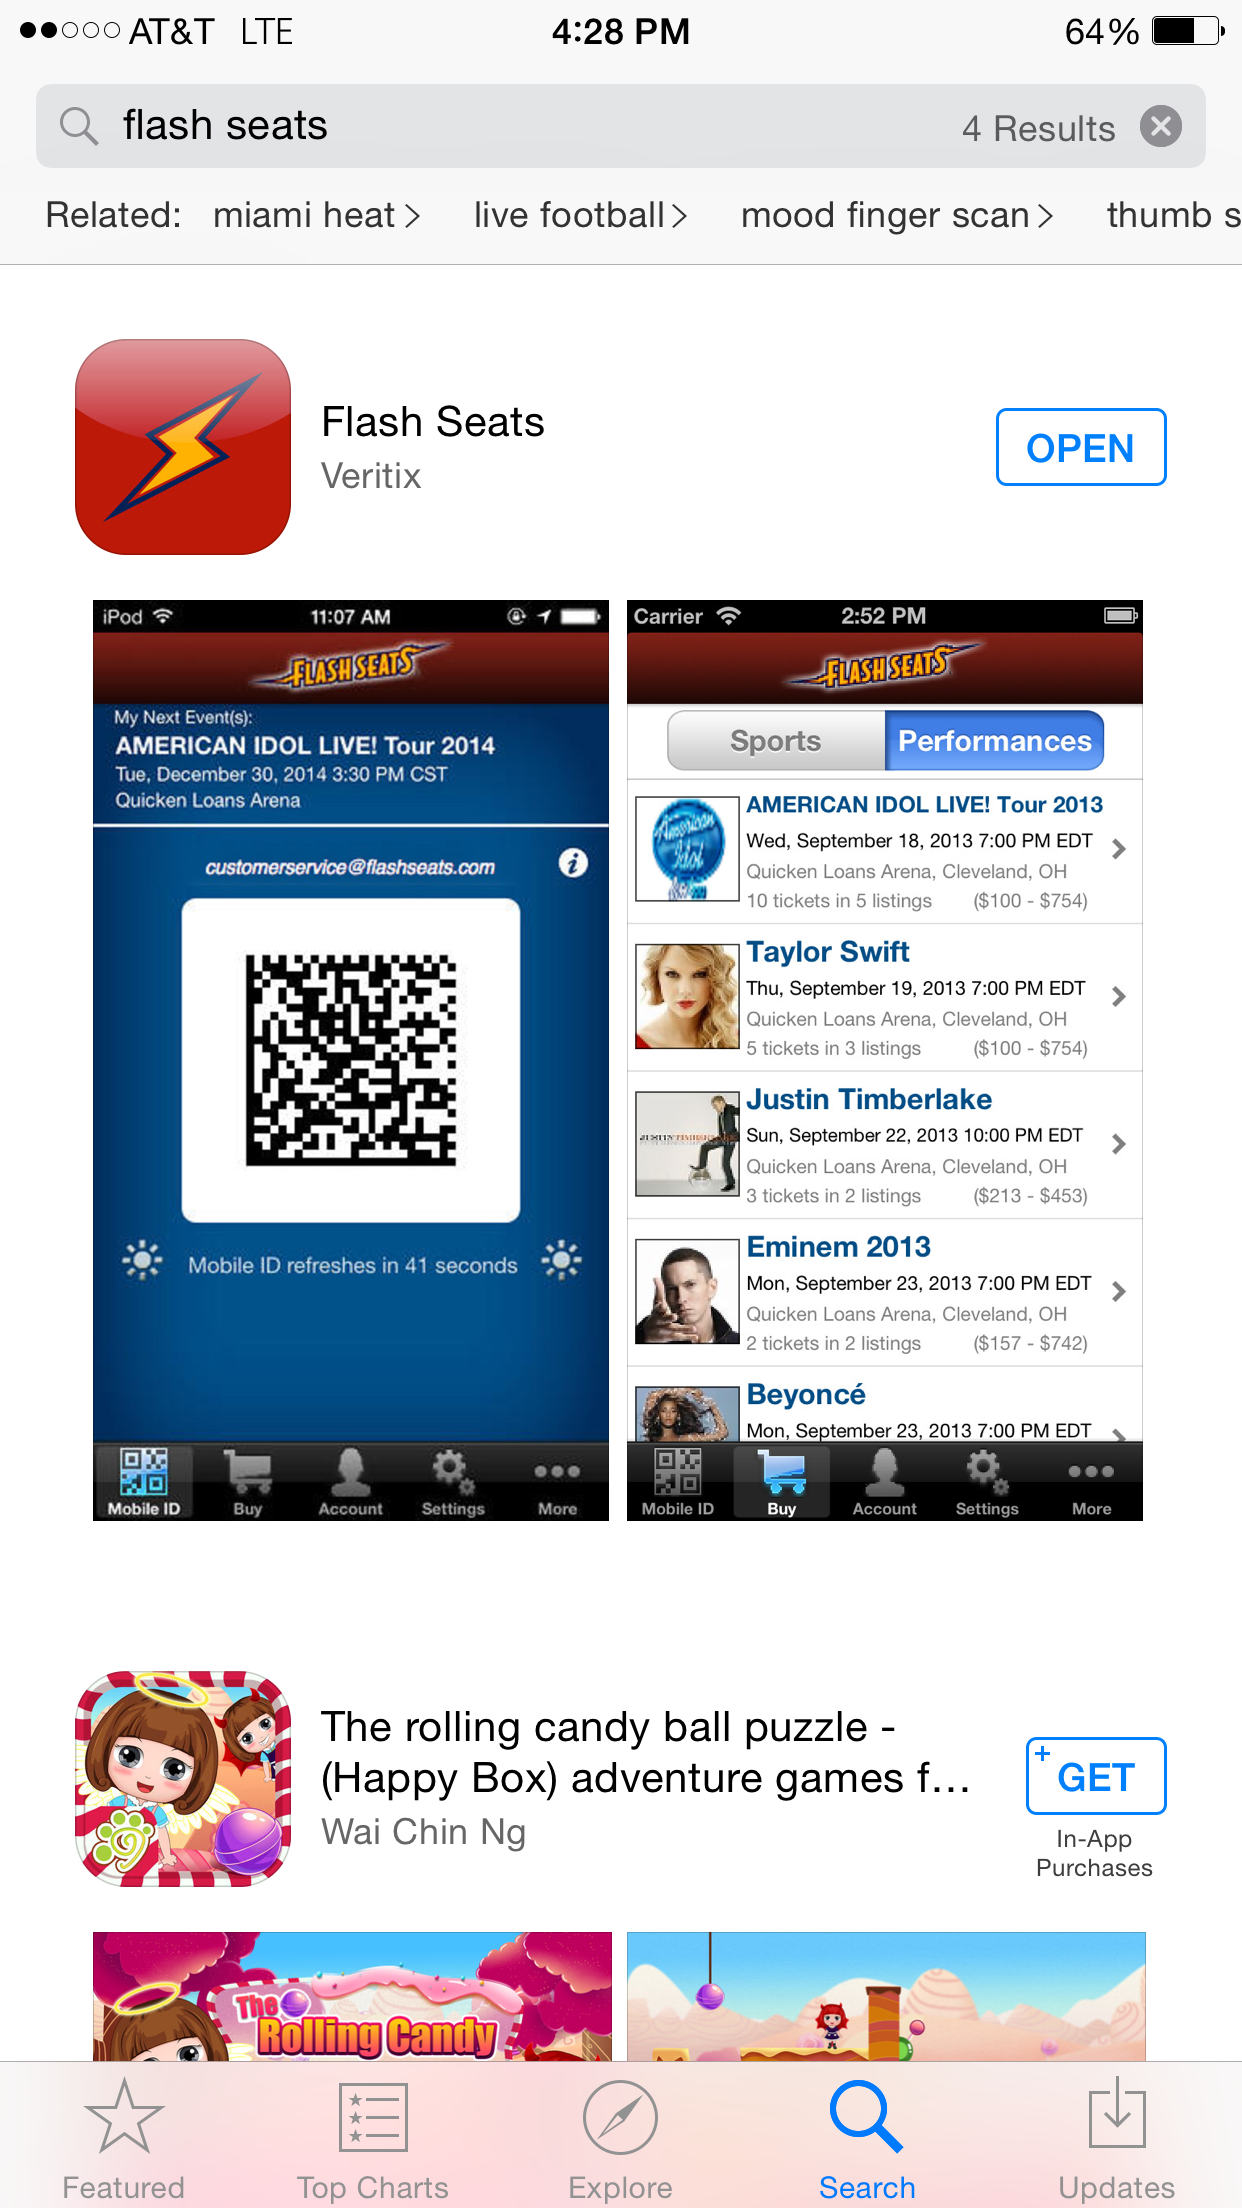 AT&T LTE 4:28 PM 64%
flash seats 4 Results
Related: miami heat live football mood finger scan thumb s
Flash Seats
Veritix
OPEN
iPod 11:07 AM
FLASH SEATS
My Next Event(s):
AMERICAN IDOL LIVE! Tour 2014
Tue, December 30, 2014 3:30 PM CST
Quicken Loans Arena
customerservice@flashseats.com
Mobile ID refreshes in 41 seconds
Mobile ID Buy Account Settings More
Carrier 2:52 PM
FLASH SEATS
Sports Performances
American Idol
AMERICAN IDOL LIVE! Tour 2013
Wed, September 18, 2013 7:00 PM EDT
Quicken Loans Arena, Cleveland, OH
10 tickets in 5 listings ($100 - $754)
Taylor Swift
Thu, September 19, 2013 7:00 PM EDT
Quicken Loans Arena, Cleveland, OH
5 tickets in 3 listings ($100 - $754)
Justin Timberlake
Sun, September 22, 2013 10:00 PM EDT
Quicken Loans Arena, Cleveland, OH
3 tickets in 2 listings ($213 - $453)
Eminem 2013
Mon, September 23, 2013 7:00 PM EDT
Quicken Loans Arena, Cleveland, OH
2 tickets in 2 listings ($157 - $742)
Beyoncé
Mon, September 23, 2013 7:00 PM EDT
Mobile ID Buy Account Settings More
The rolling candy ball puzzle -
(Happy Box) adventure games f...
Wai Chin Ng
+ GET
In-App
Purchases
The
Rolling Candy
Featured Top Charts Explore Search Updates